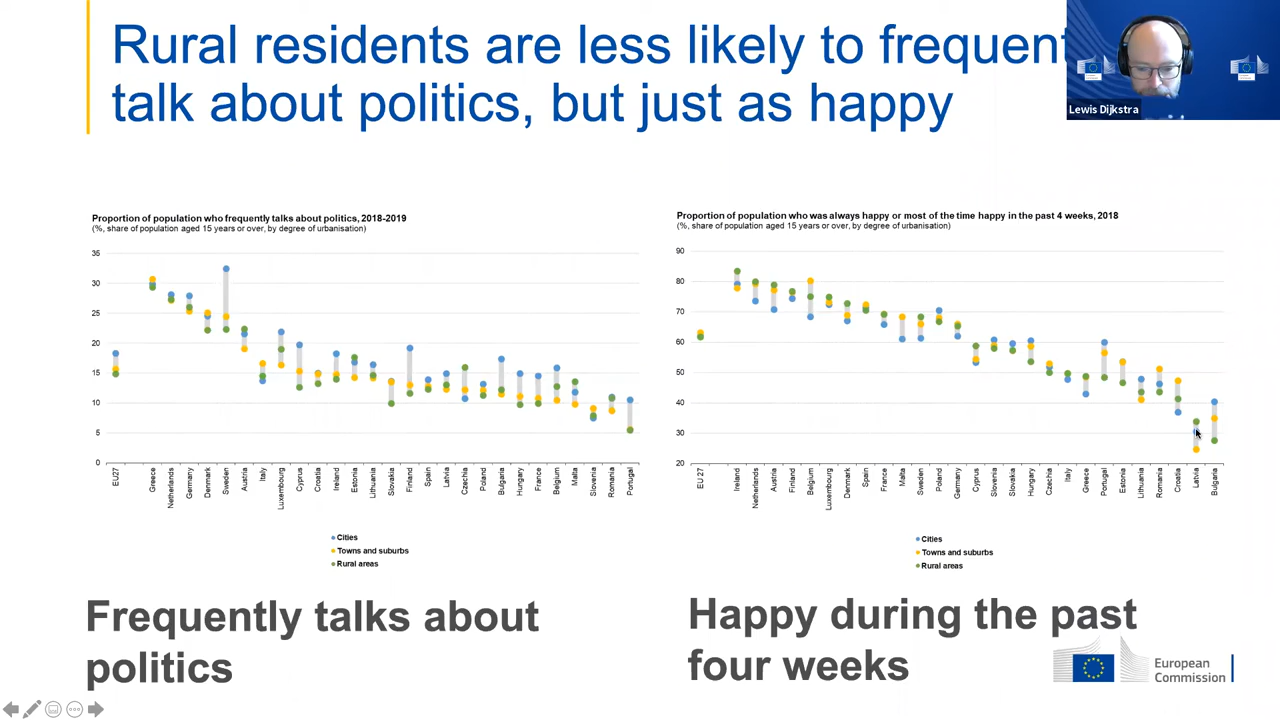 Rural residents are less likely to frequent
talk about politics, but just as happy
Lewis Dijkstra
Proportion of population who frequently talks about politics, 2018-2019
(%, share of population aged 15 years or over, by degree of urbanisation)
35
30
25
20
15
10
5
0
EU27
Greece
Netherlands
Germany
Denmark
Sweden
Austria
Italy
Luxembourg
Cyprus
Croatia
Ireland
Estonia
Lithuania
Slovakia
Finland
Spain
Latvia
Czechia
Poland
Bulgaria
Hungary
France
Belgium
Malta
Slovenia
Romania
Portugal
Cities
Towns and suburbs
Rural areas
Proportion of population who was always happy or most of the time happy in the past 4 weeks, 2018
(%, share of population aged 15 years or over, by degree of urbanisation)
90
80
70
60
50
40
30
20
EU 27
Ireland
Netherlands
Austria
Finland
Belgium
Luxembourg
Denmark
Spain
France
Malta
Sweden
Poland
Germany
Cyprus
Slovenia
Slovakia
Hungary
Czechia
Italy
Greece
Portugal
Estonia
Lithuania
Romania
Croatia
Latvia
Bulgaria
Cities
Towns and suburbs
Rural areas
Frequently talks about
politics
Happy during the past
four weeks
European
Commission